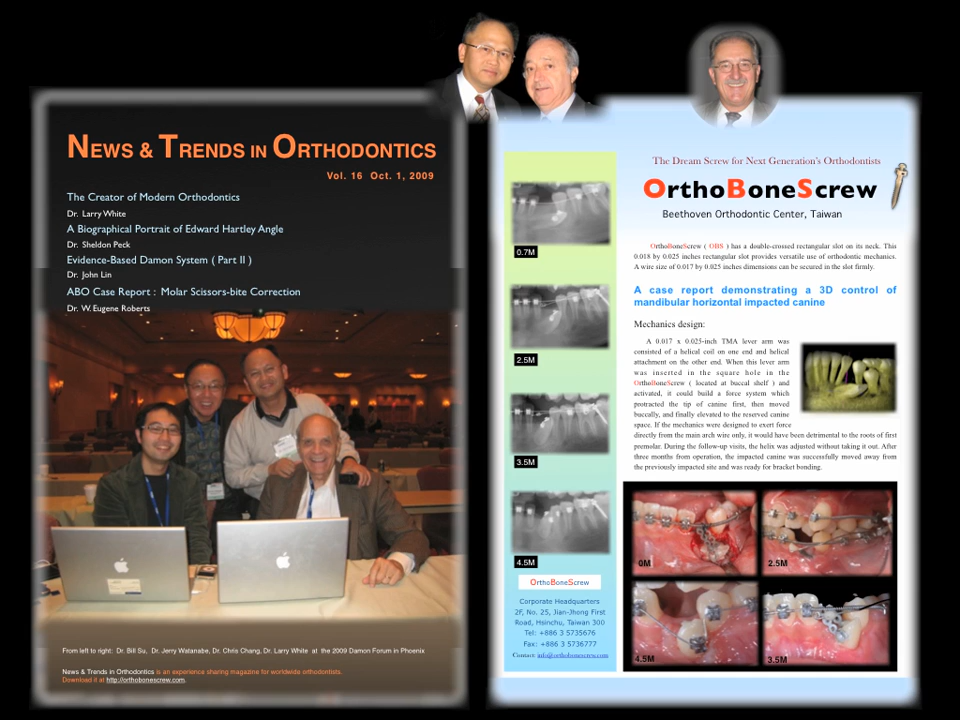 NEWS & TRENDS IN ORTHODONTICS
Vol. 16 Oct. 1, 2009
The Creator of Modern Orthodontics
Dr. Larry White
A Biographical Portrait of Edward Hartley Angle
Dr. Sheldon Peck
Evidence-Based Damon System ( Part II )
Dr. John Lin
ABO Case Report : Molar Scissors-bite Correction
Dr. W. Eugene Roberts
From left to right: Dr. Bill Su, Dr. Jerry Watanabe, Dr. Chris Chang, Dr. Larry White at the 2009 Damon Forum in Phoenix
News & Trends in Orthodontics is an experience sharing magazine for worldwide orthodontists.
Download it at http://orthobonescrew.com.
0.7M
2.5M
3.5M
4.5M
OrthoBoneScrew
Corporate Headquarters
2F, No. 25, Jian-Jhong First
Road, Hsinchu, Taiwan 300
Tel: +886 3 5735676
Fax: +886 3 5736777
Contact: info@orthobonescrew.com
The Dream Screw for Next Generation's Orthodontists
OrthoBoneScrew
Beethoven Orthodontic Center, Taiwan
OrthoBoneScrew ( OBS ) has a double-crossed rectangular slot on its neck. This
0.018 by 0.025 inches rectangular slot provides versatile use of orthodontic mechanics.
A wire size of 0.017 by 0.025 inches dimensions can be secured in the slot firmly.
A case report demonstrating a 3D control of
mandibular horizontal impacted canine
Mechanics design:
A 0.017 x 0.025-inch TMA lever arm was
consisted of a helical coil on one end and helical
attachment on the other end. When this lever arm
was inserted in the square hole in the
OrthoBoneScrew ( located at buccal shelf ) and
activated, it could build a force system which
protracted the tip of canine first, then moved
buccally, and finally elevated to the reserved canine
space. If the mechanics were designed to exert force
directly from the main arch wire only, it would have been detrimental to the roots of first
premolar. During the follow-up visits, the helix was adjusted without taking it out. After
three months from operation, the impacted canine was successfully moved away from
the previously impacted site and was ready for bracket bonding.
0M
2.5M
4.5M
3.5M